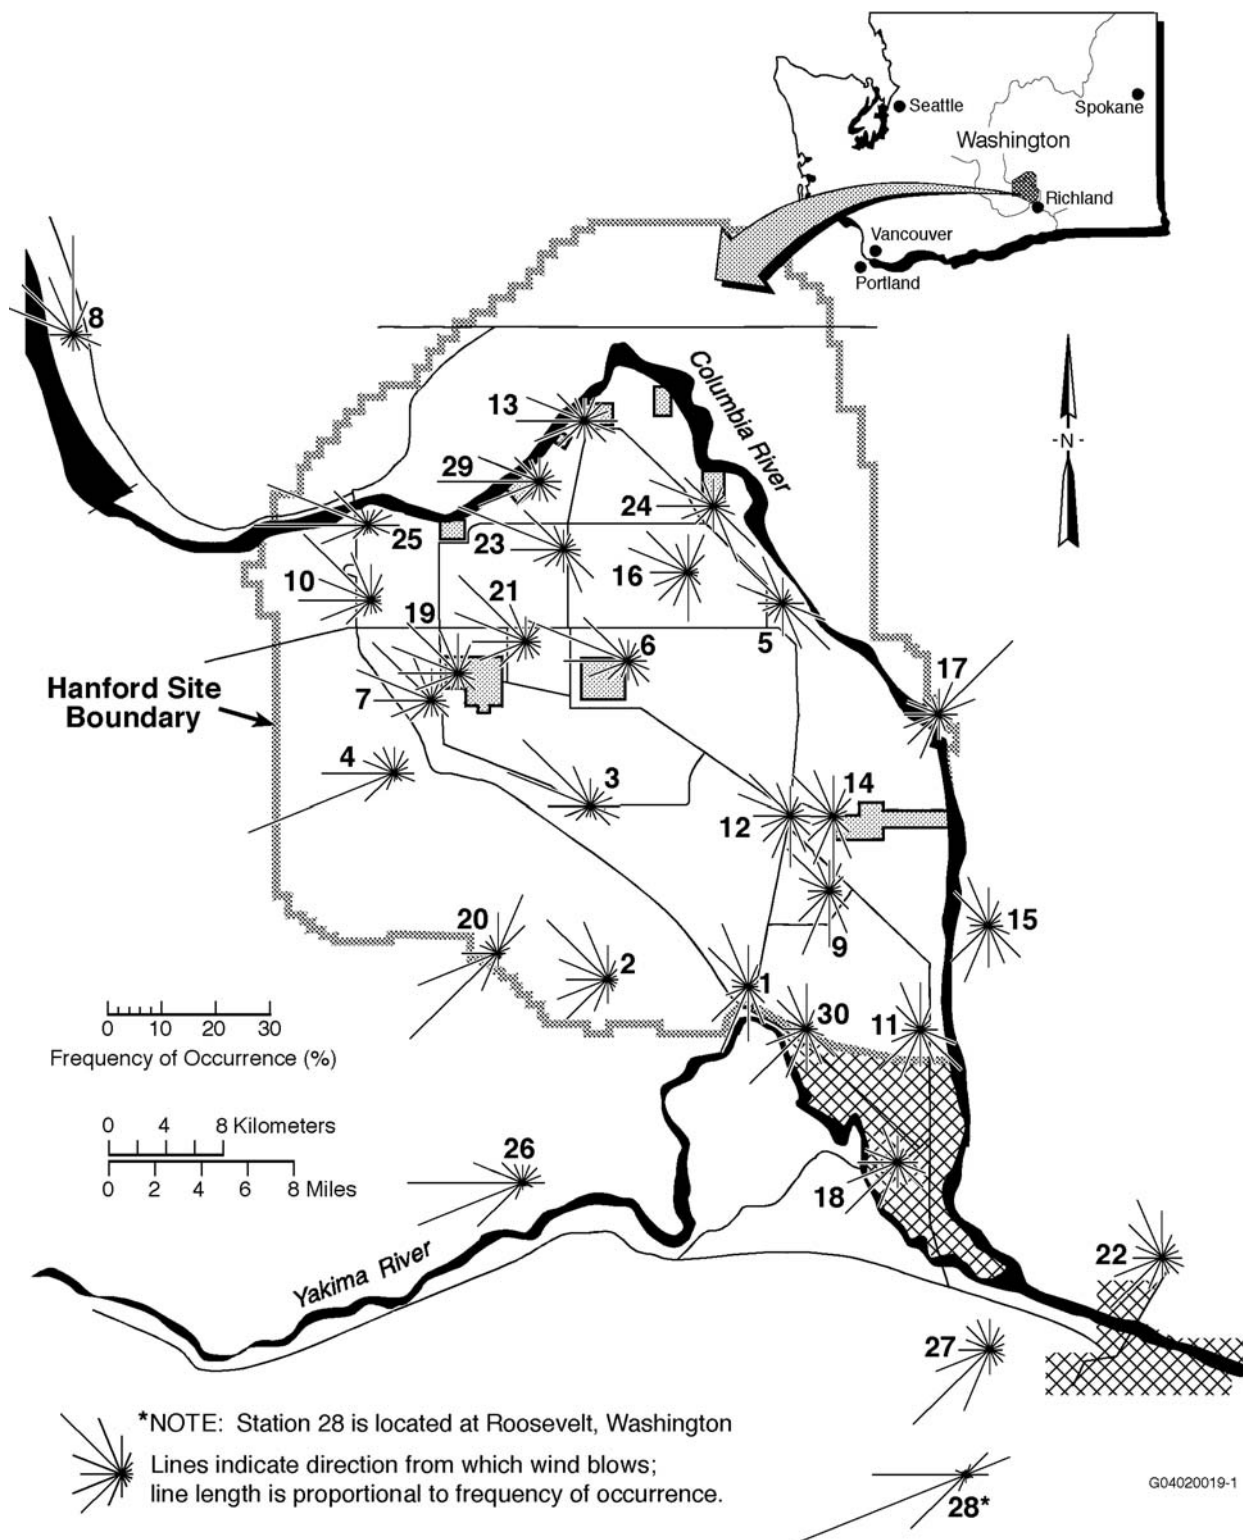 Seattle
Spokane
Washington
Richland
Vancouver
Portland
8
Columbia River
13
-N-
29
24
25
23
16
10
21
19
5
6
17
Hanford Site
Boundary
7
4
3
14
12
20
15
9
2
1
30
11
0 10 20 30
Frequency of Occurrence (%)
0 4 8 Kilometers
0 2 4 6 8 Miles
26
18
22
Yakima River
27
*NOTE: Station 28 is located at Roosevelt, Washington
Lines indicate direction from which wind blows;
line length is proportional to frequency of occurrence.
28*
G04020019-1